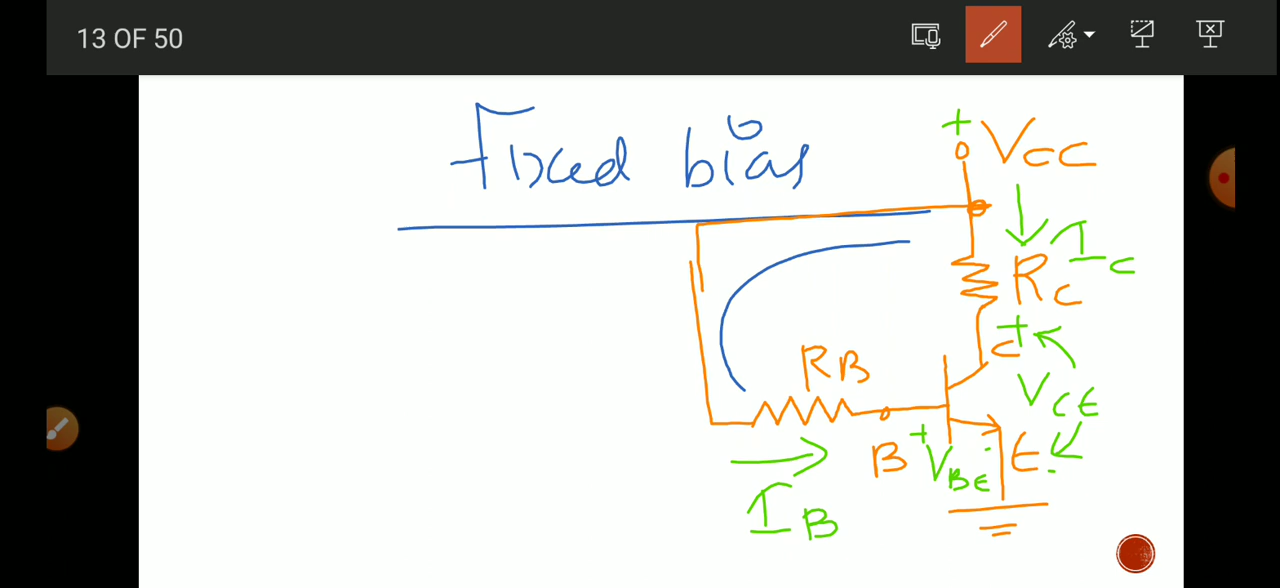 13 OF 50
Fixed bias
+ VCC
IC
RC
+
C
RB
VCE
B
+
VBE
-
E
-
IB